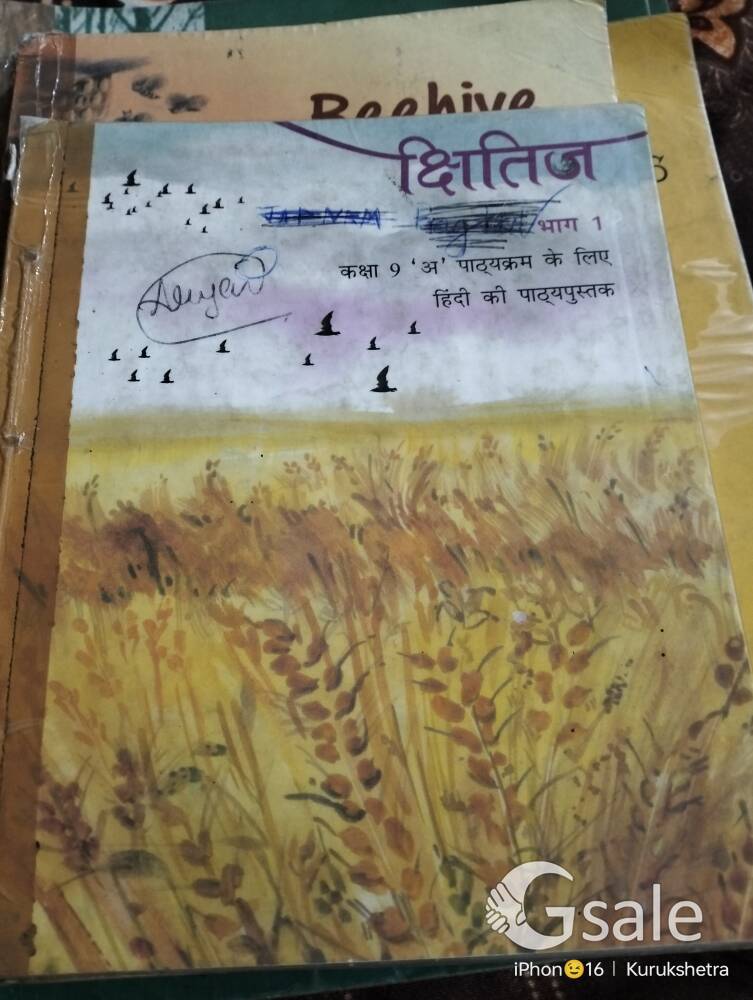 Beehive
क्षितिज
भाग 1
कक्षा 9 'अ' पाठ्यक्रम के लिए
हिंदी की पाठ्यपुस्तक
Gsale
iPhon😉16 | Kurukshetra